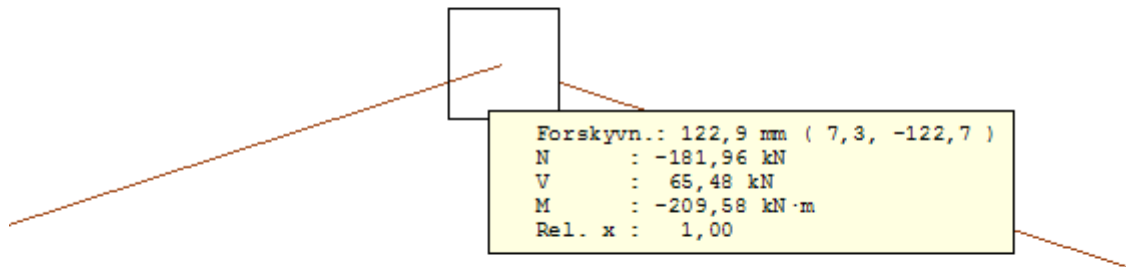 Forskyvn.: 122,9 mm ( 7,3, -122,7 )
N : -181,96 kN
V : 65,48 kN
M : -209,58 kN·m
Rel. x : 1,00